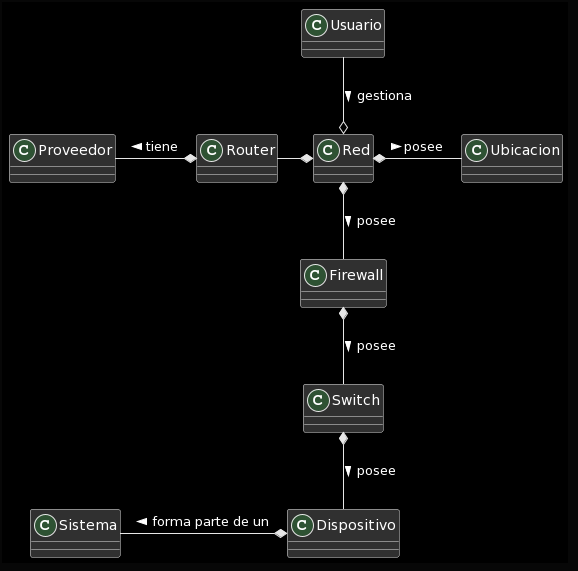 C Usuario
gestiona
C Proveedor
tiene
C Router
C Red
posee
C Ubicacion
posee
C Firewall
posee
C Switch
posee
C Sistema
forma parte de un
C Dispositivo